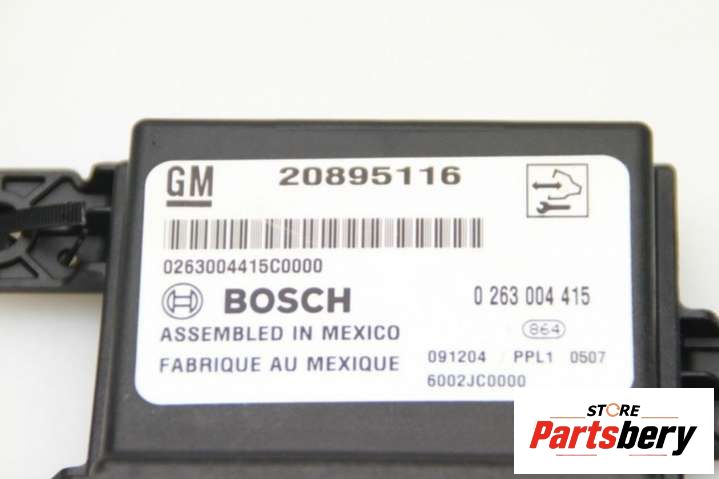 GM 20895116
0263004415C0000
BOSCH 0 263 004 415
ASSEMBLED IN MEXICO 864
FABRIQUE AU MEXIQUE 091204 / PPL1 0507
6002JC0000
STORE
Partsbery